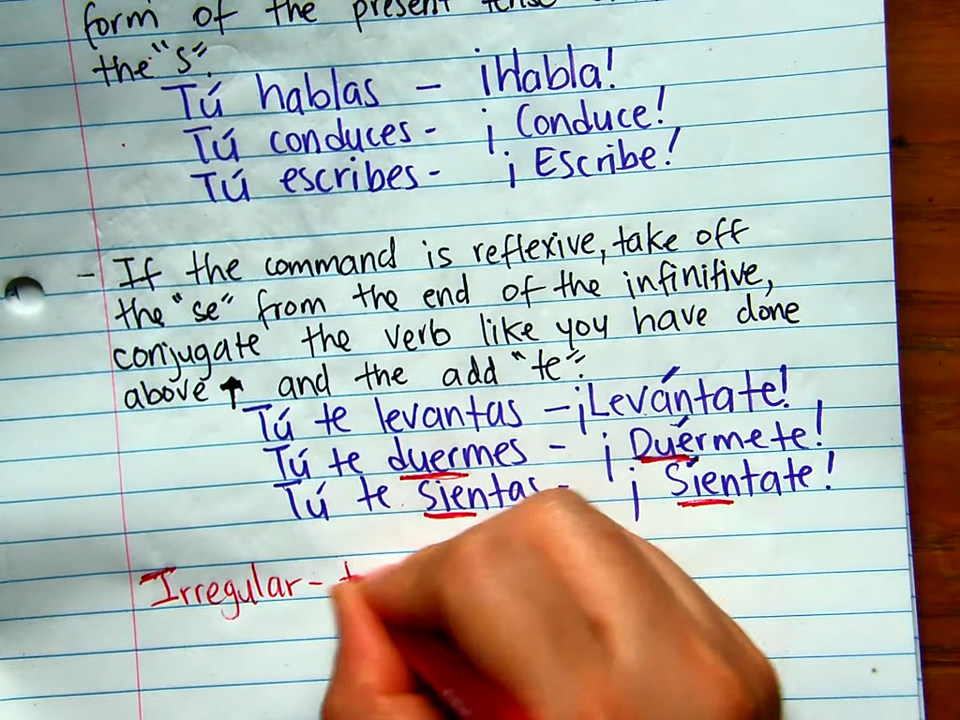 form of the present tense
the "s".
Tú hablas - ¡Habla!
Tú conduces - ¡Conduce!
Tú escribes - ¡Escribe!
- If the command is reflexive, take off
the "se" from the end of the infinitive,
conjugate the verb like you have done
above ↑ and the add "te":
Tú te levantas - ¡Levántate!
Tú te duermes - ¡Duérmete!
Tú te sientas - ¡Siéntate!
Irregular -